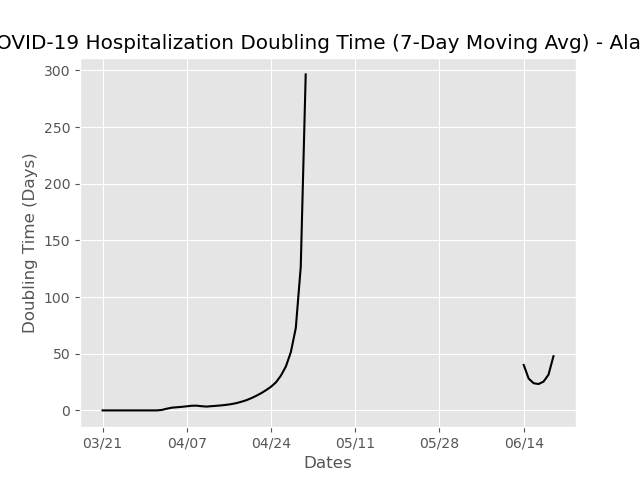 OVID-19 Hospitalization Doubling Time (7-Day Moving Avg) - Ala
300
250
200
150
100
50
0
Doubling Time (Days)
03/21 04/07 04/24 05/11 05/28 06/14
Dates